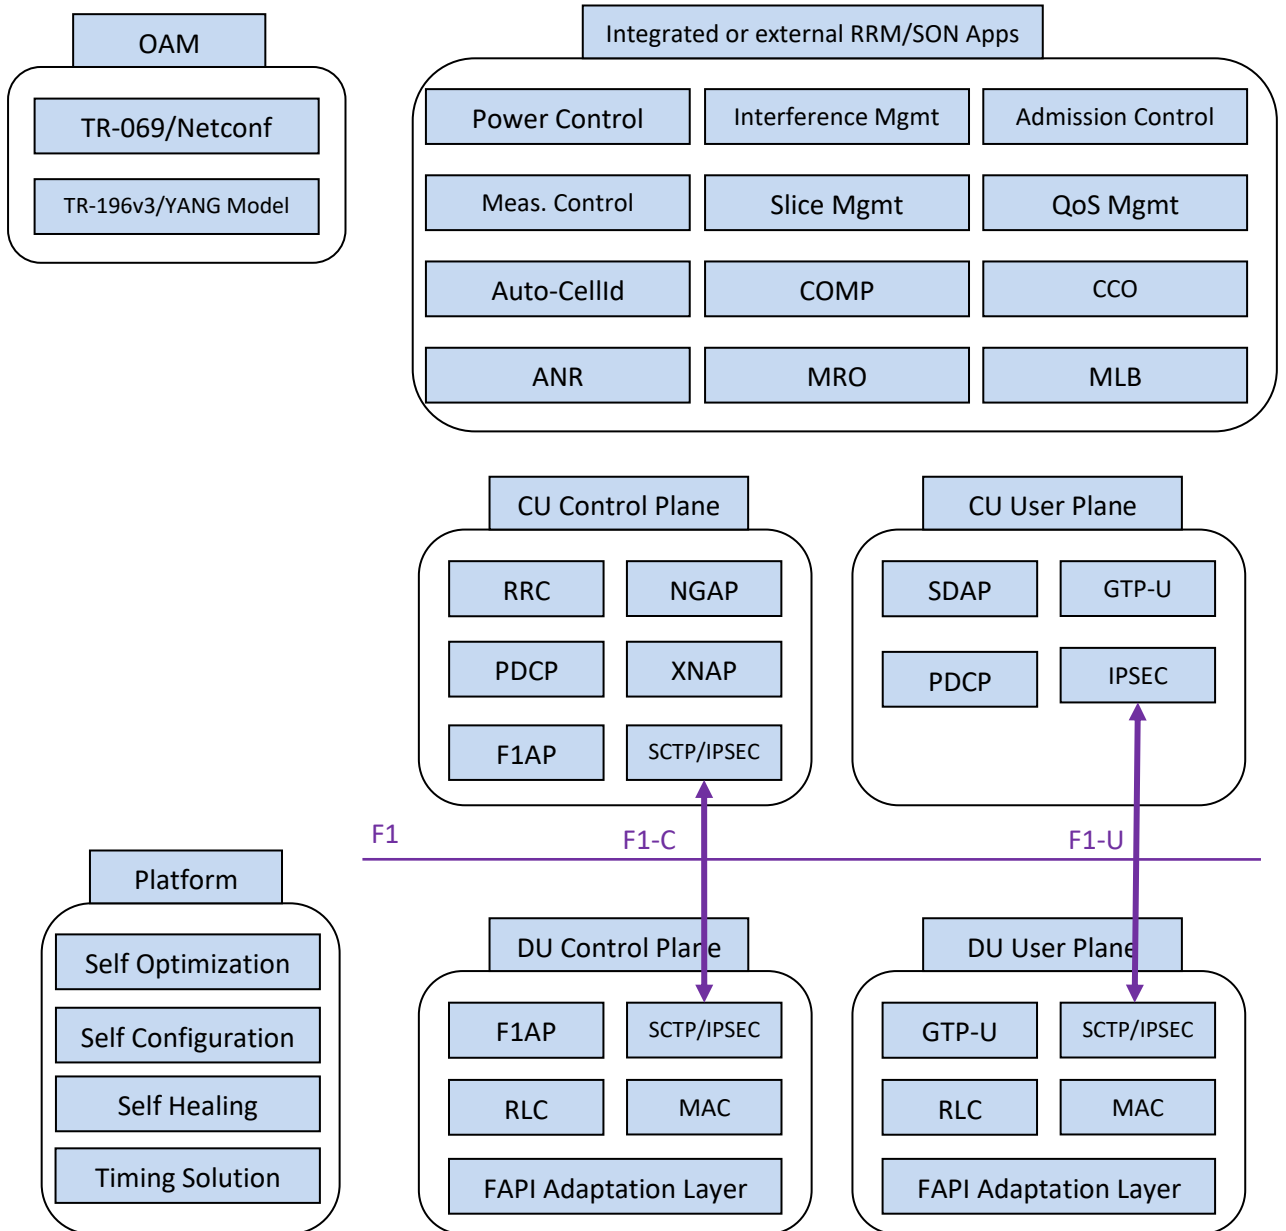 OAM
TR-069/Netconf
TR-196v3/YANG Model
Integrated or external RRM/SON Apps
Power Control
Interference Mgmt
Admission Control
Meas. Control
Slice Mgmt
QoS Mgmt
Auto-CellId
COMP
CCO
ANR
MRO
MLB
CU Control Plane
RRC
NGAP
PDCP
XNAP
F1AP
SCTP/IPSEC
CU User Plane
SDAP
GTP-U
PDCP
IPSEC
F1
F1-C
F1-U
Platform
Self Optimization
Self Configuration
Self Healing
Timing Solution
DU Control Plane
F1AP
SCTP/IPSEC
RLC
MAC
FAPI Adaptation Layer
DU User Plane
GTP-U
SCTP/IPSEC
RLC
MAC
FAPI Adaptation Layer